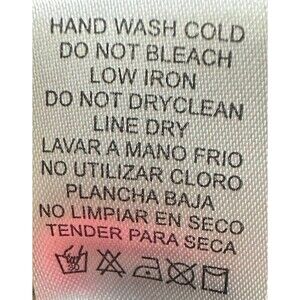 HAND WASH COLD
DO NOT BLEACH
LOW IRON
DO NOT DRYCLEAN
LINE DRY
LAVAR A MANO FRIO
NO UTILIZAR CLORO
PLANCHA BAJA
NO LIMPIAR EN SECO
TENDER PARA SECA